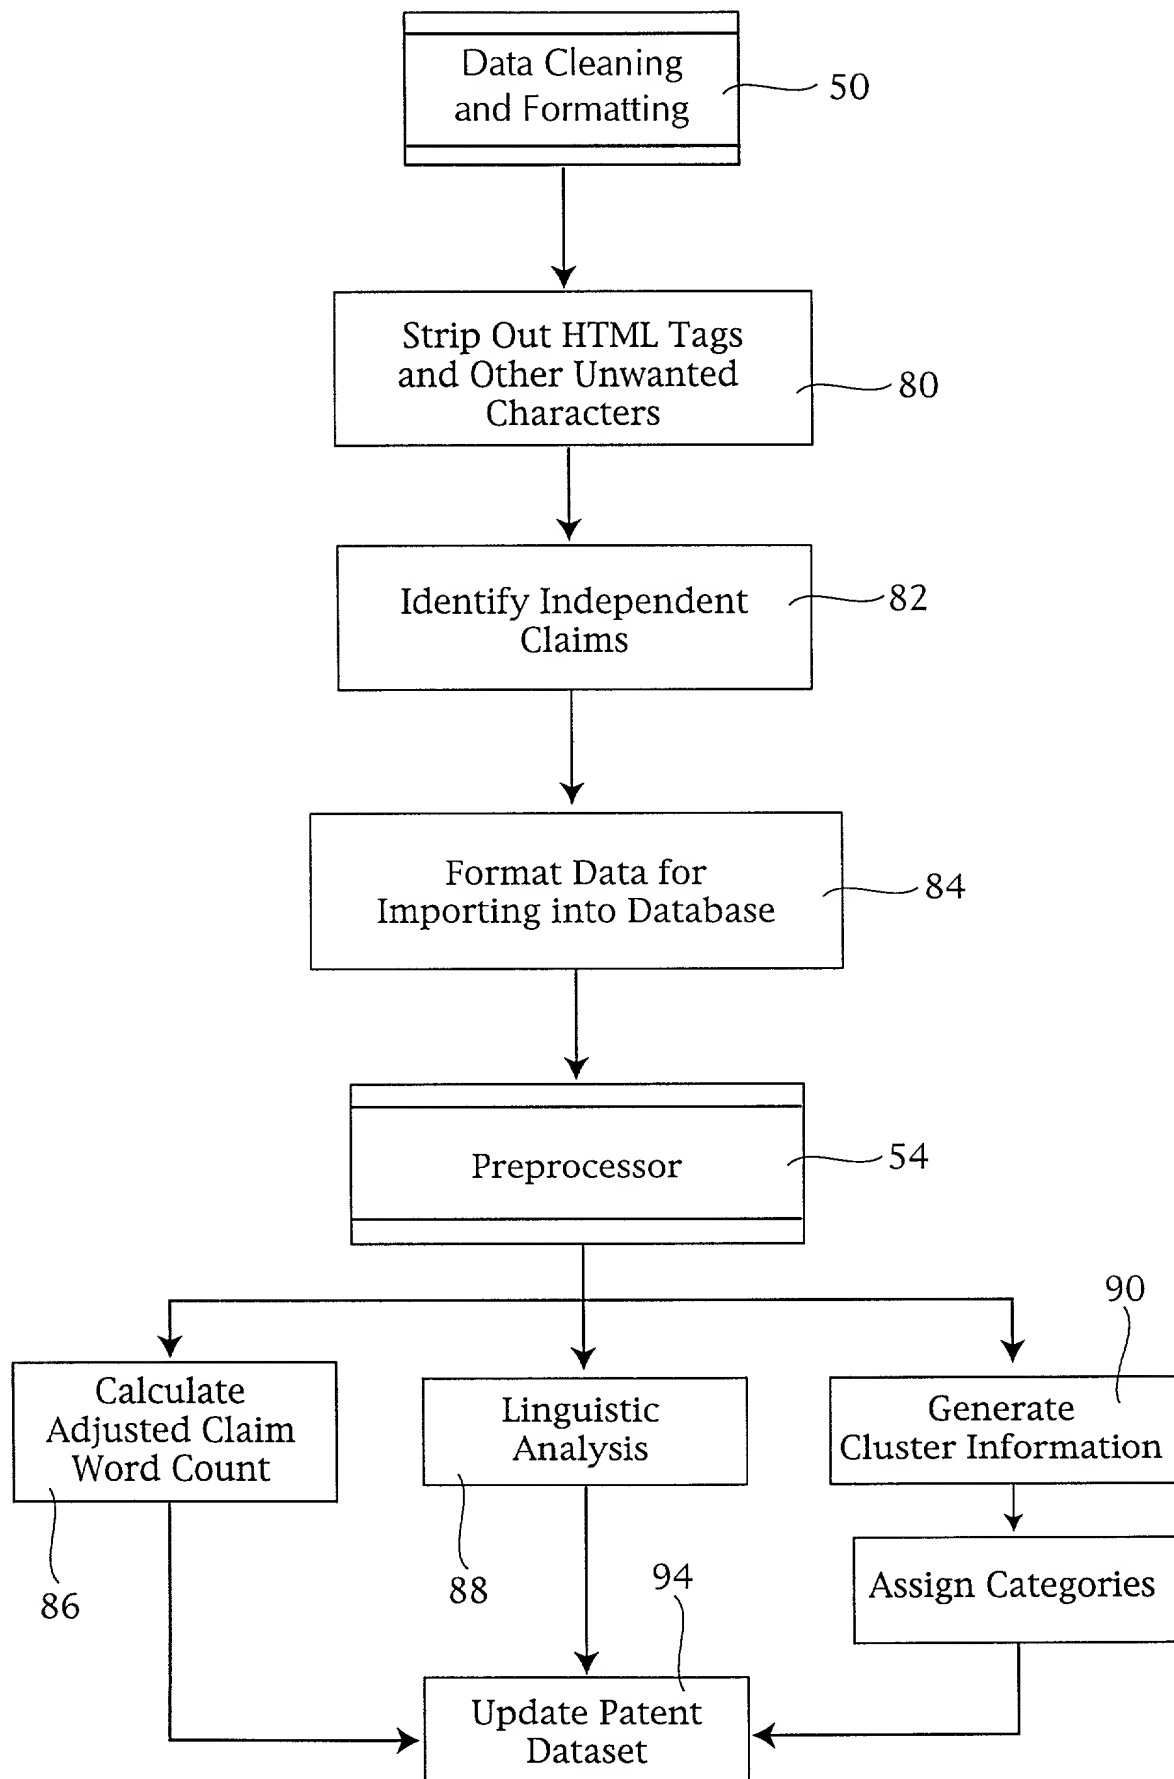 Data Cleaning
and Formatting
50
Strip Out HTML Tags
and Other Unwanted
Characters
80
Identify Independent
Claims
82
Format Data for
Importing into Database
84
Preprocessor
54
90
Calculate
Adjusted Claim
Word Count
86
Linguistic
Analysis
88
Generate
Cluster Information
Assign Categories
94
Update Patent
Dataset